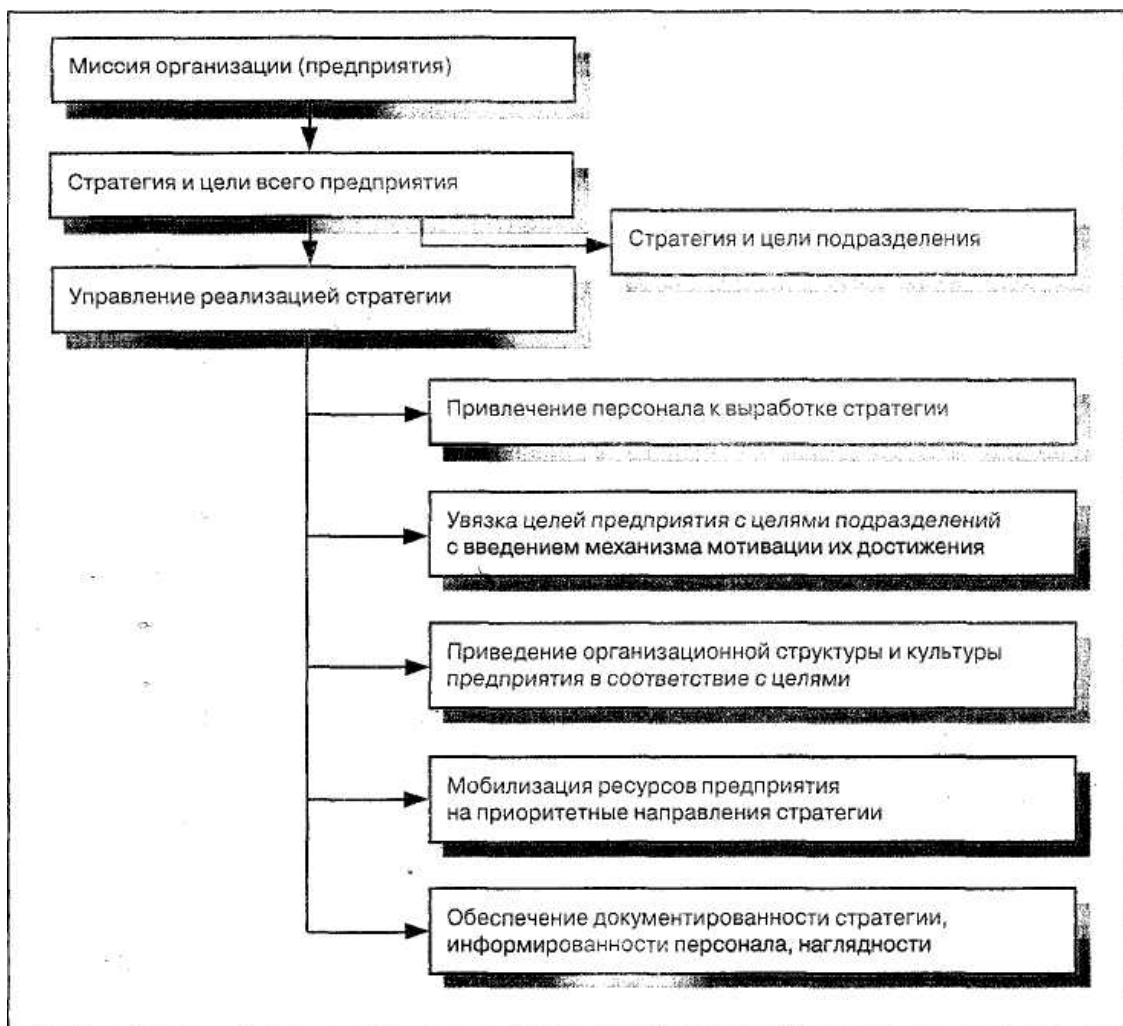 Миссия организации (предприятия)
Стратегия и цели всего предприятия
Стратегия и цели подразделения
Управление реализацией стратегии
Привлечение персонала к выработке стратегии
Увязка целей предприятия с целями подразделений
с введением механизма мотивации их достижения
Приведение организационной структуры и культуры
предприятия в соответствие с целями
Мобилизация ресурсов предприятия
на приоритетные направления стратегии
Обеспечение документированности стратегии,
информированности персонала, наглядности